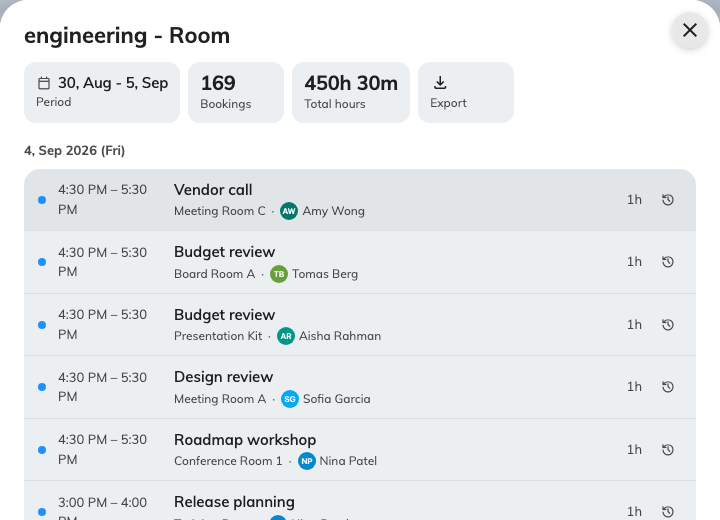 engineering - Room
30, Aug - 5, Sep
Period
169
Bookings
450h 30m
Total hours
Export
4, Sep 2026 (Fri)
4:30 PM – 5:30
PM
Vendor call
Meeting Room C · AW Amy Wong
1h
4:30 PM – 5:30
PM
Budget review
Board Room A · TB Tomas Berg
1h
4:30 PM – 5:30
PM
Budget review
Presentation Kit · AR Aisha Rahman
1h
4:30 PM – 5:30
PM
Design review
Meeting Room A · SG Sofia Garcia
1h
4:30 PM – 5:30
PM
Roadmap workshop
Conference Room 1 · NP Nina Patel
1h
3:00 PM – 4:00
PM
Release planning
1h